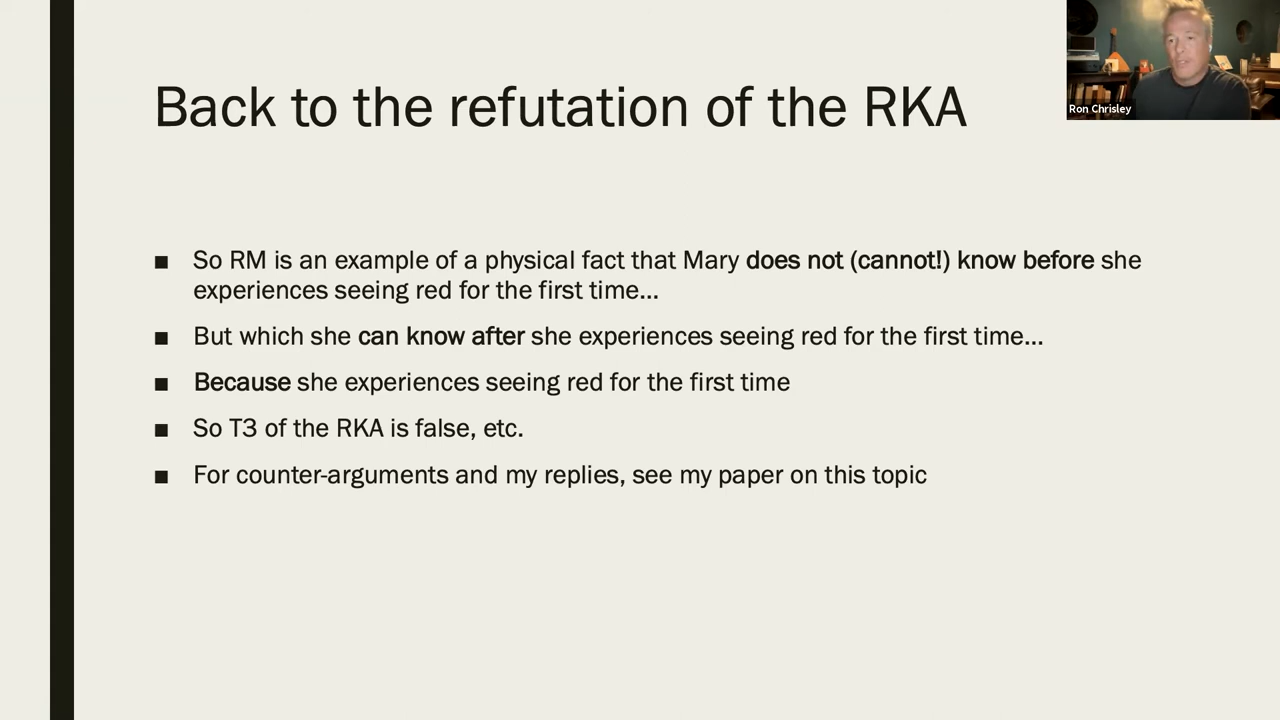 Back to the refutation of the RKA
Ron Chrisley
■ So RM is an example of a physical fact that Mary does not (cannot!) know before she
experiences seeing red for the first time...
■ But which she can know after she experiences seeing red for the first time...
■ Because she experiences seeing red for the first time
■ So T3 of the RKA is false, etc.
■ For counter-arguments and my replies, see my paper on this topic